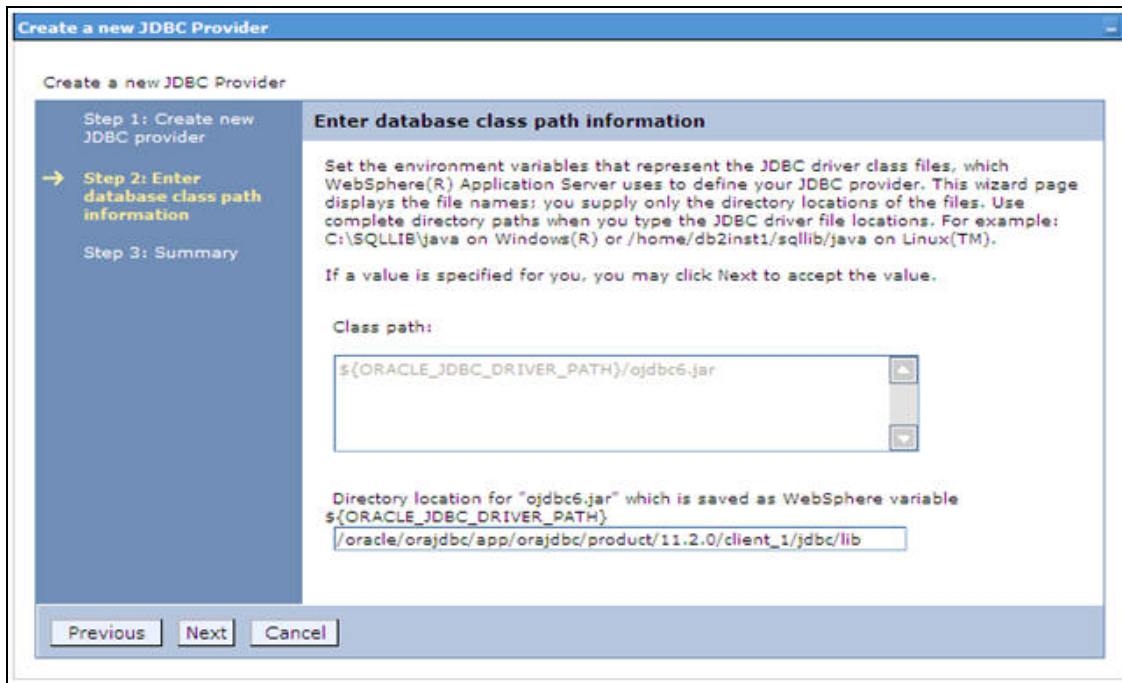 Create a new JDBC Provider
Create a new JDBC Provider
Step 1: Create new
JDBC provider
Step 2: Enter
database class path
information
Step 3: Summary
Enter database class path information
Set the environment variables that represent the JDBC driver class files, which
WebSphere(R) Application Server uses to define your JDBC provider. This wizard page
displays the file names; you supply only the directory locations of the files. Use
complete directory paths when you type the JDBC driver file locations. For example:
C:\SQLLIB\java on Windows(R) or /home/db2inst1/sqllib/java on Linux(TM).
If a value is specified for you, you may click Next to accept the value.
Class path:
${ORACLE_JDBC_DRIVER_PATH}/ojdbc6.jar
Directory location for "ojdbc6.jar" which is saved as WebSphere variable
${ORACLE_JDBC_DRIVER_PATH}
/oracle/orajdbc/app/orajdbc/product/11.2.0/client_1/jdbc/lib
Previous Next Cancel